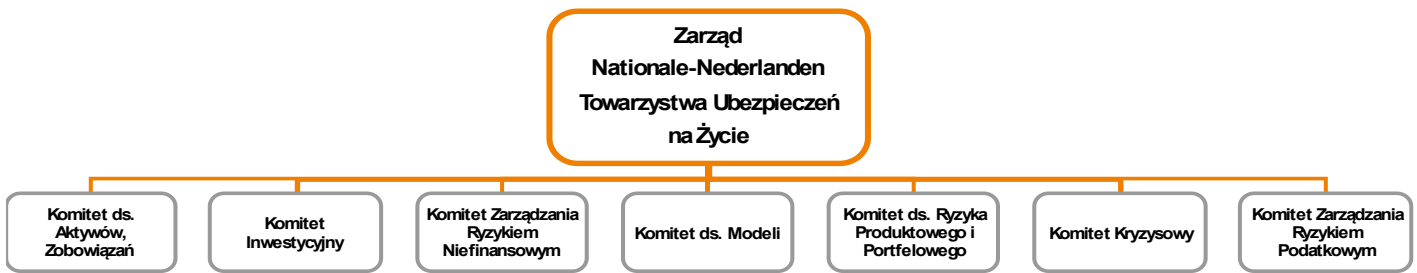 Zarząd
Nationale-Nederlanden
Towarzystwa Ubezpieczeń
na Życie
Komitet ds.
Aktywów,
Zobowiązań
Komitet
Inwestycyjny
Komitet Zarządzania
Ryzykiem
Niefinansowym
Komitet ds. Modeli
Komitet ds. Ryzyka
Produktowego i
Portfelowego
Komitet Kryzysowy
Komitet Zarządzania
Ryzykiem
Podatkowym